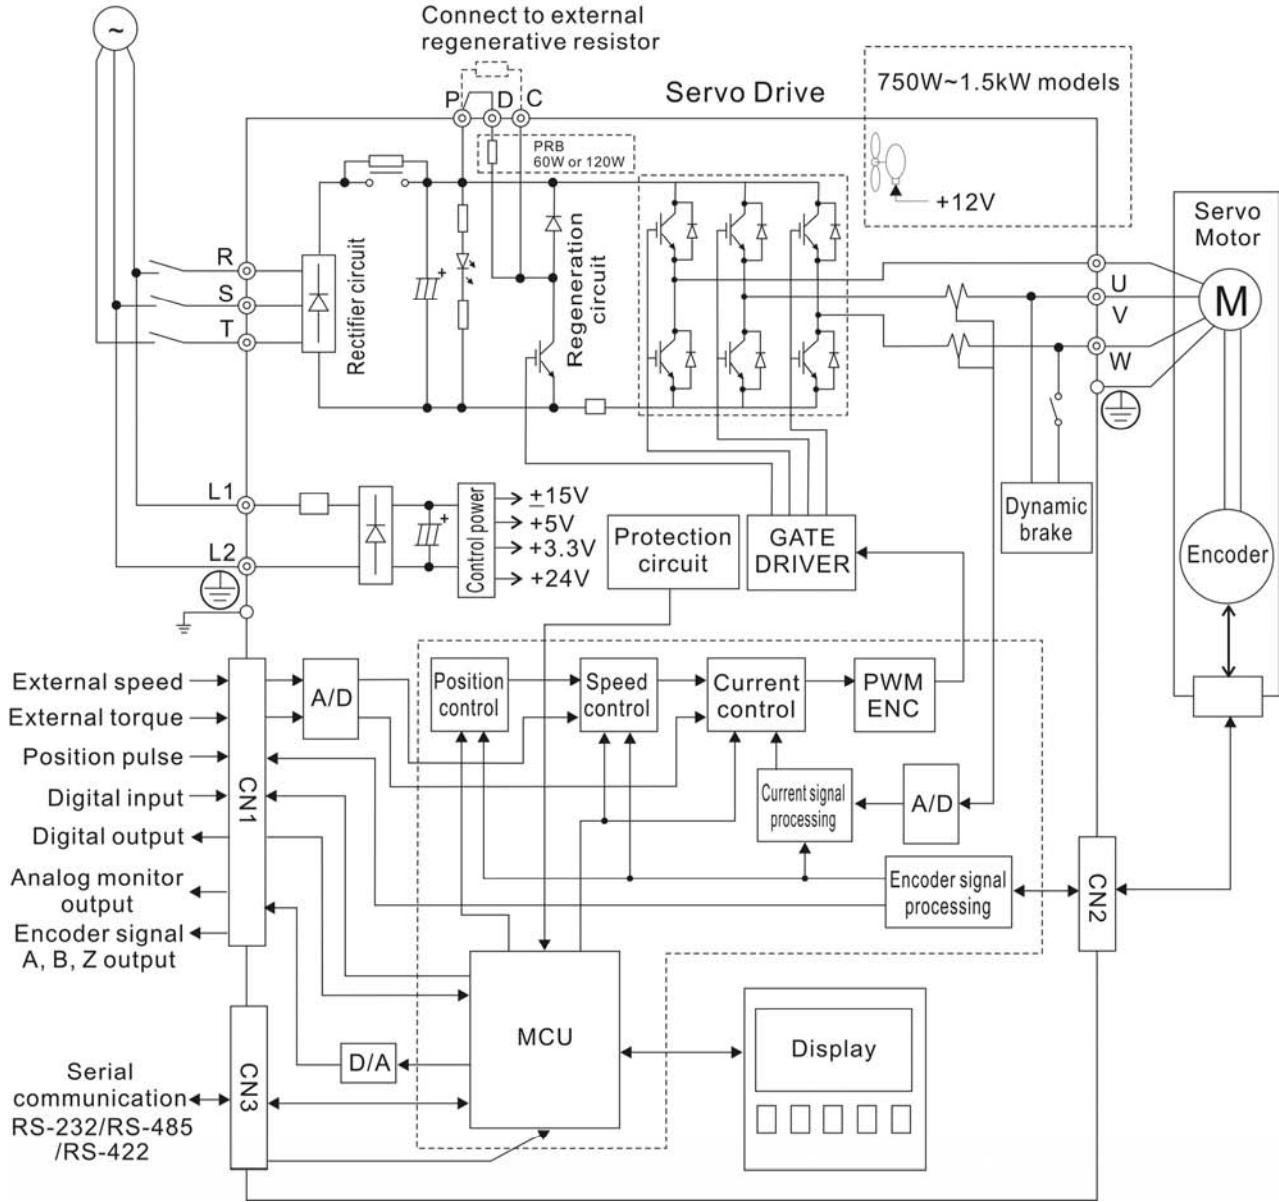 Connect to external
regenerative resistor
~
P D C
Servo Drive
750W~1.5kW models
+12V
PRB
60W or 120W
Servo
Motor
R
S
T
Rectifier circuit
+
Regeneration
circuit
U
V
W
M
L1
L2
+
Control power
±15V
+5V
+3.3V
+24V
Protection
circuit
GATE
DRIVER
Dynamic
brake
Encoder
External speed
External torque
Position pulse
Digital input
Digital output
Analog monitor
output
Encoder signal
A, B, Z output
CN1
A/D
Position
control
Speed
control
Current
control
PWM
ENC
Current signal
processing
A/D
Encoder signal
processing
CN2
MCU
D/A
Display
Serial
communication
RS-232/RS-485
/RS-422
CN3